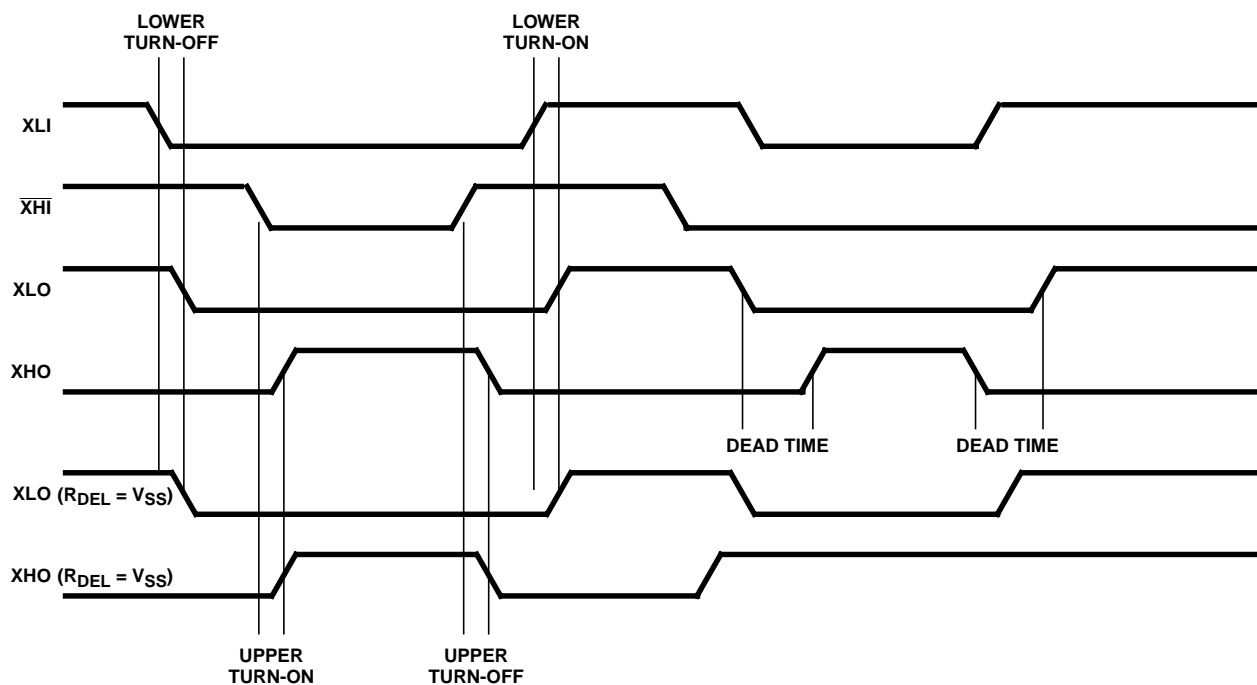 LOWER
TURN-OFF
LOWER
TURN-ON
XLI
X̅H̅I̅
XLO
XHO
DEAD TIME
DEAD TIME
XLO (RDEL = VSS)
XHO (RDEL = VSS)
UPPER
TURN-ON
UPPER
TURN-OFF